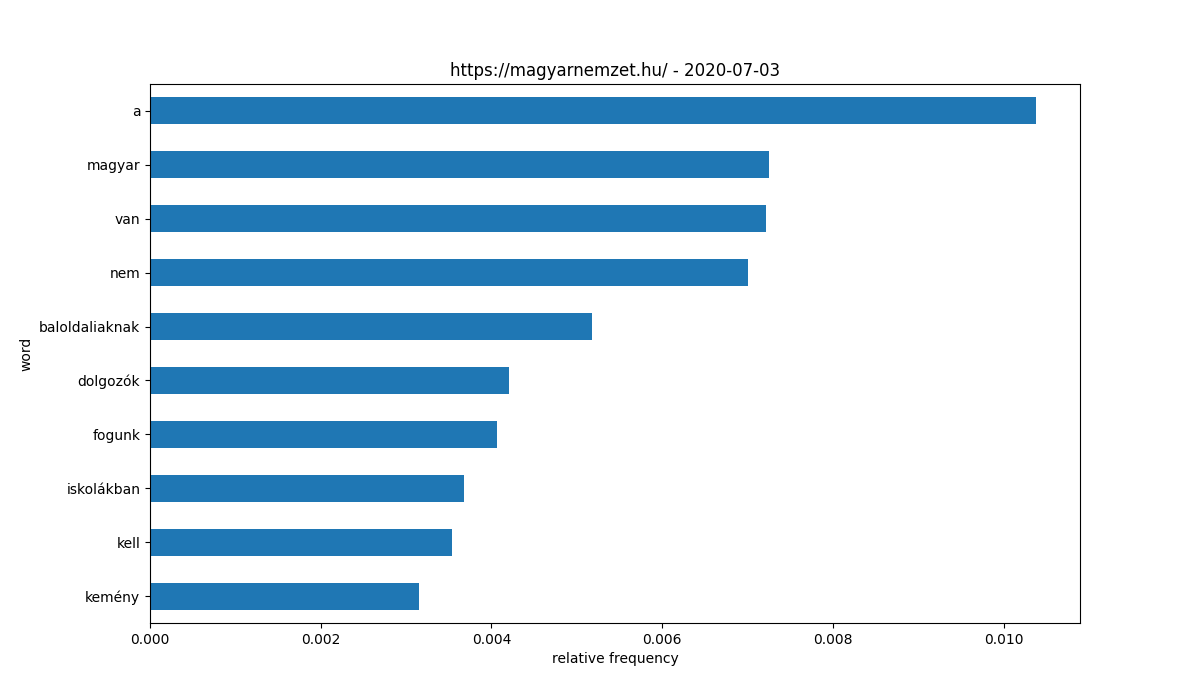 https://magyarnemzet.hu/ - 2020-07-03
a
magyar
van
nem
baloldaliaknak
dolgozók
fogunk
iskolákban
kell
kemény
word
0.000 0.002 0.004 0.006 0.008 0.010
relative frequency